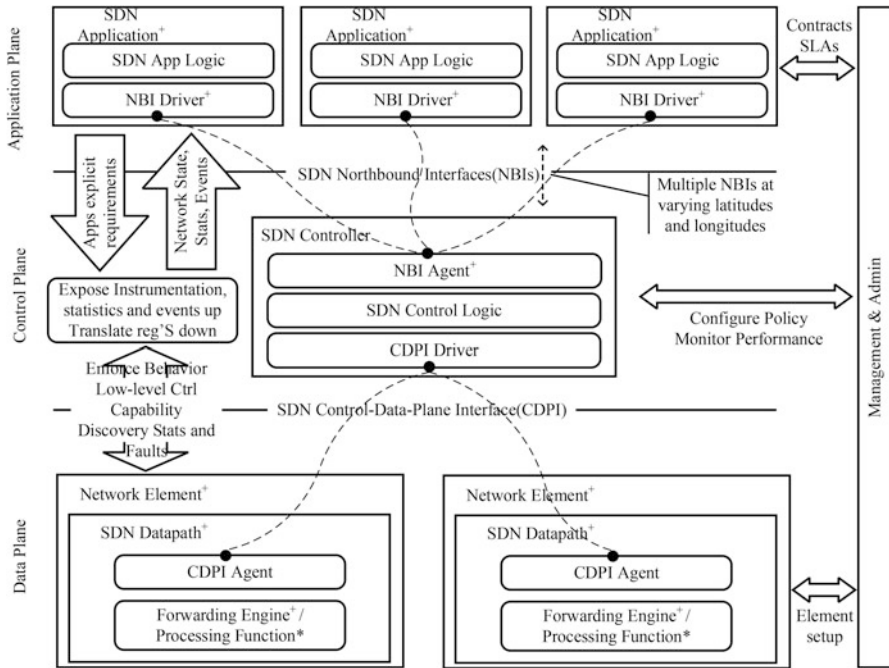 Application Plane
SDN
Application+
SDN App Logic
NBI Driver+
SDN
Application+
SDN App Logic
NBI Driver+
SDN
Application+
SDN App Logic
NBI Driver+
Contracts
SLAs
Apps explicit
requirements
Network State,
Stats, Events
SDN Northbound Interfaces(NBIs)
Multiple NBIs at
varying latitudes
and longitudes
Control Plane
SDN Controller
NBI Agent+
SDN Control Logic
CDPI Driver
Expose Instrumentation,
statistics and events up
Translate reg'S down
Configure Policy
Monitor Performance
Management & Admin
Enforce Behavior
Low-level Ctrl
Capability
Discovery Stats and
Faults
SDN Control-Data-Plane Interface(CDPI)
Data Plane
Network Element+
SDN Datapath+
CDPI Agent
Forwarding Engine+ /
Processing Function*
Network Element+
SDN Datapath+
CDPI Agent
Forwarding Engine+ /
Processing Function*
Element
setup